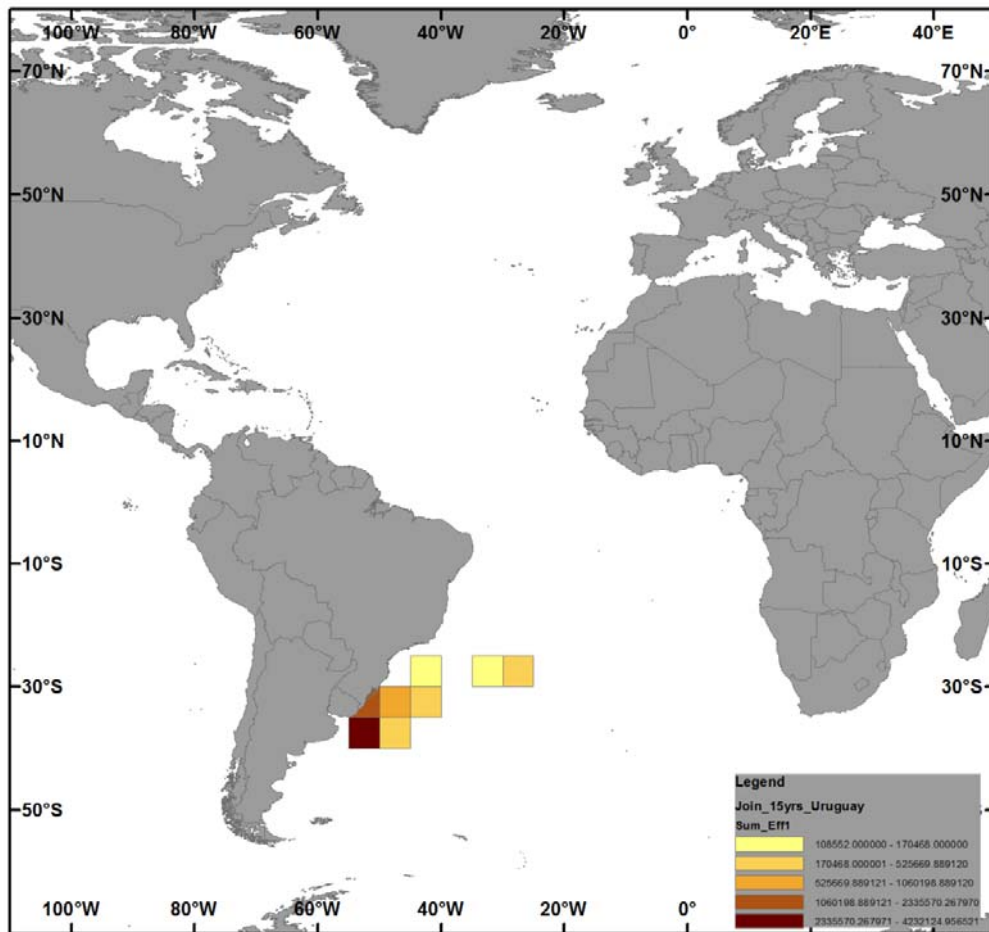 100°W 80°W 60°W 40°W 20°W 0° 20°E 40°E
70°N 70°N
50°N 50°N
30°N 30°N
10°N 10°N
10°S 10°S
30°S 30°S
50°S
Legend
Join_15yrs_Uruguay
Sum_Eff1
108552.000000 - 170468.000000
170468.000001 - 525669.889120
525669.889121 - 1060198.889120
1060198.889121 - 2335570.267970
2335570.267971 - 4232124.956521
100°W 80°W 60°W 40°W 20°W 0°